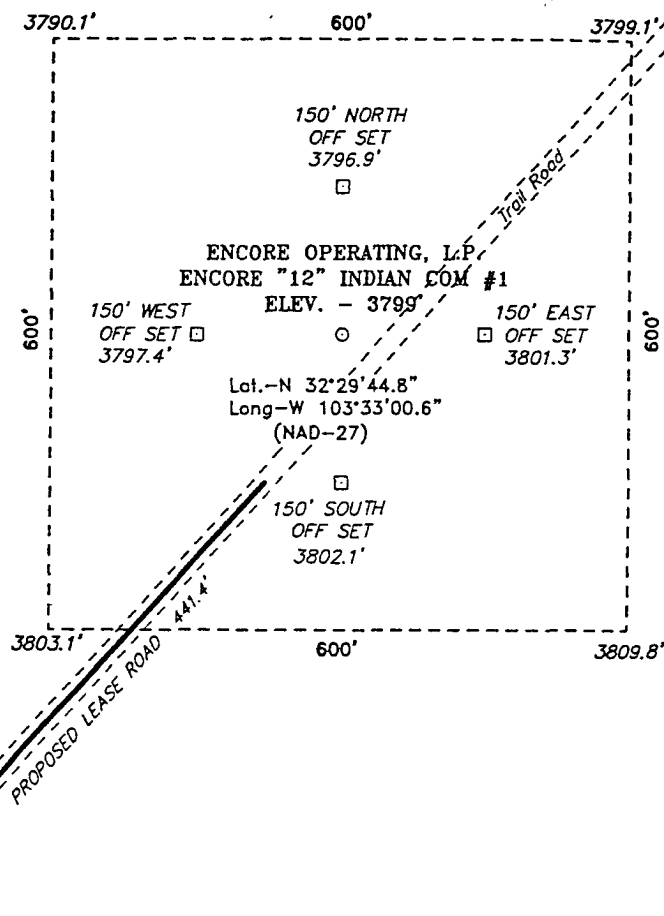 3790.1'
600'
3799.1'
150' NORTH
OFF SET
3796.9'
Trail Road
ENCORE OPERATING, L.P.
ENCORE "12" INDIAN COM #1
ELEV. - 3799'
150' WEST
OFF SET
3797.4'
150' EAST
OFF SET
3801.3'
600'
600'
Lat.-N 32°29'44.8"
Long-W 103°33'00.6"
(NAD-27)
150' SOUTH
OFF SET
3802.1'
441.4'
3803.1'
600'
3809.8'
PROPOSED LEASE ROAD